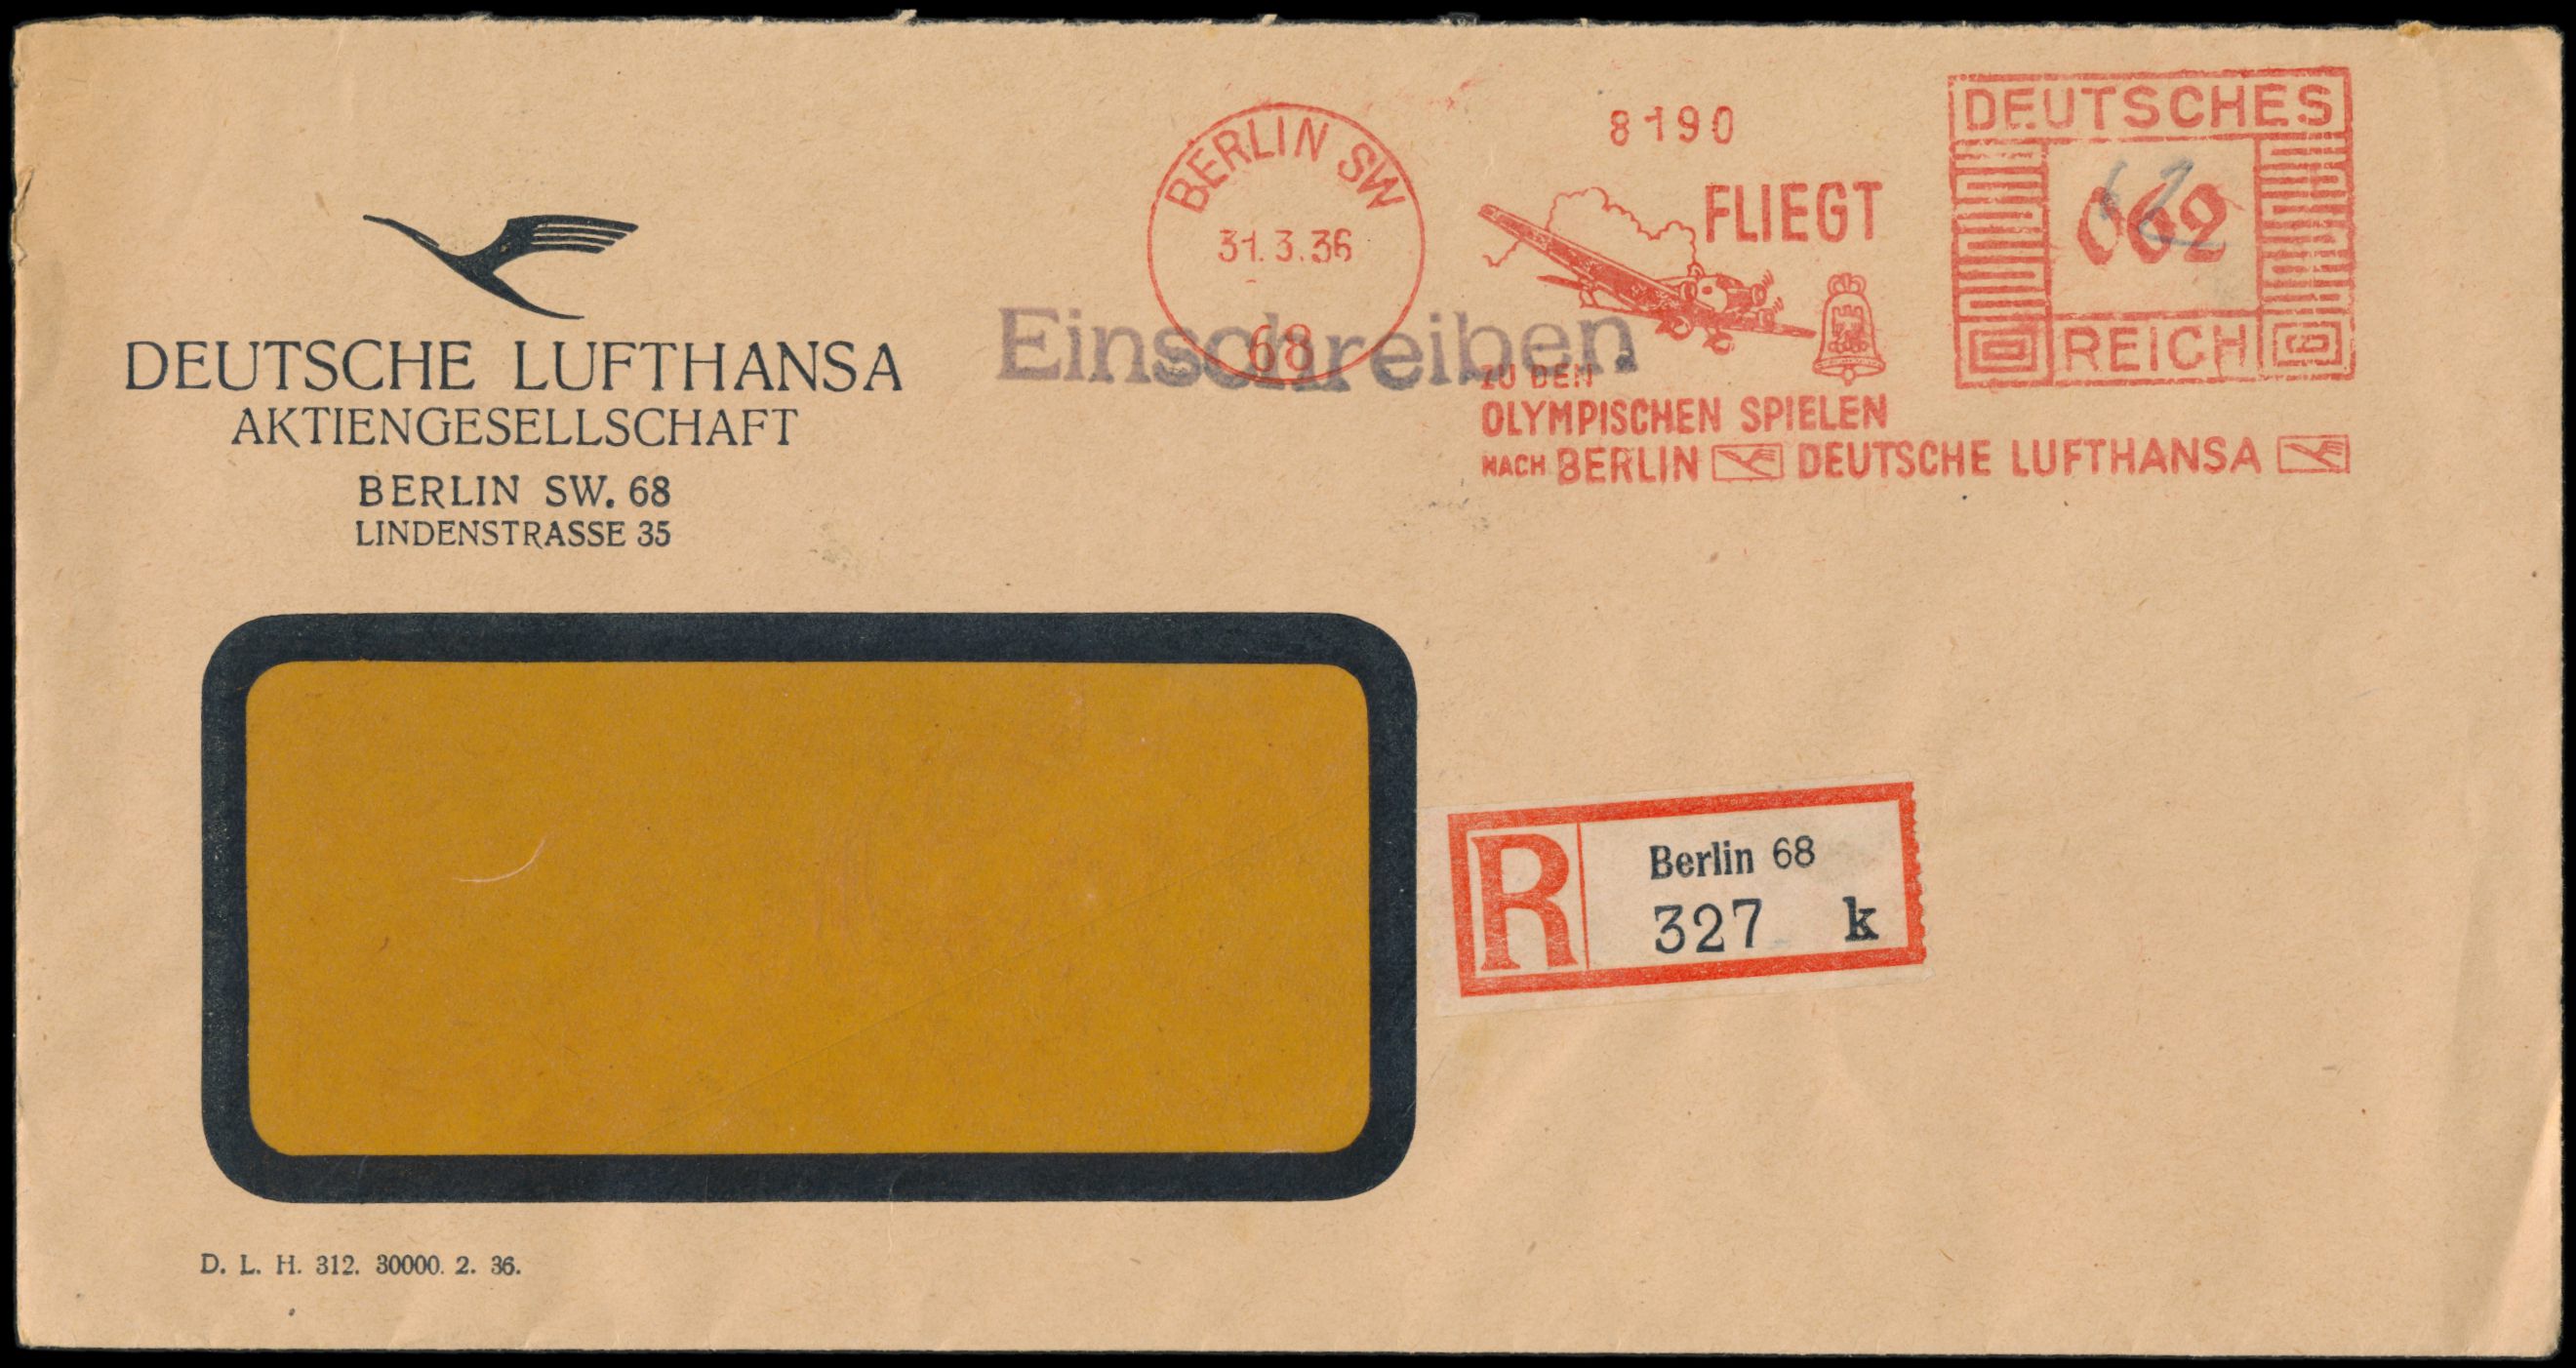 DEUTSCHE LUFTHANSA
AKTIENGESELLSCHAFT
BERLIN SW. 68
LINDENSTRASSE 35
Einschreiben
BERLIN SW
31.3.36
68
8190
FLIEGT
ZU DEN
OLYMPISCHEN SPIELEN
NACH BERLIN DEUTSCHE LUFTHANSA
DEUTSCHES
062
62
REICH
R
Berlin 68
327 k
D. L. H. 312. 30000. 2. 36.